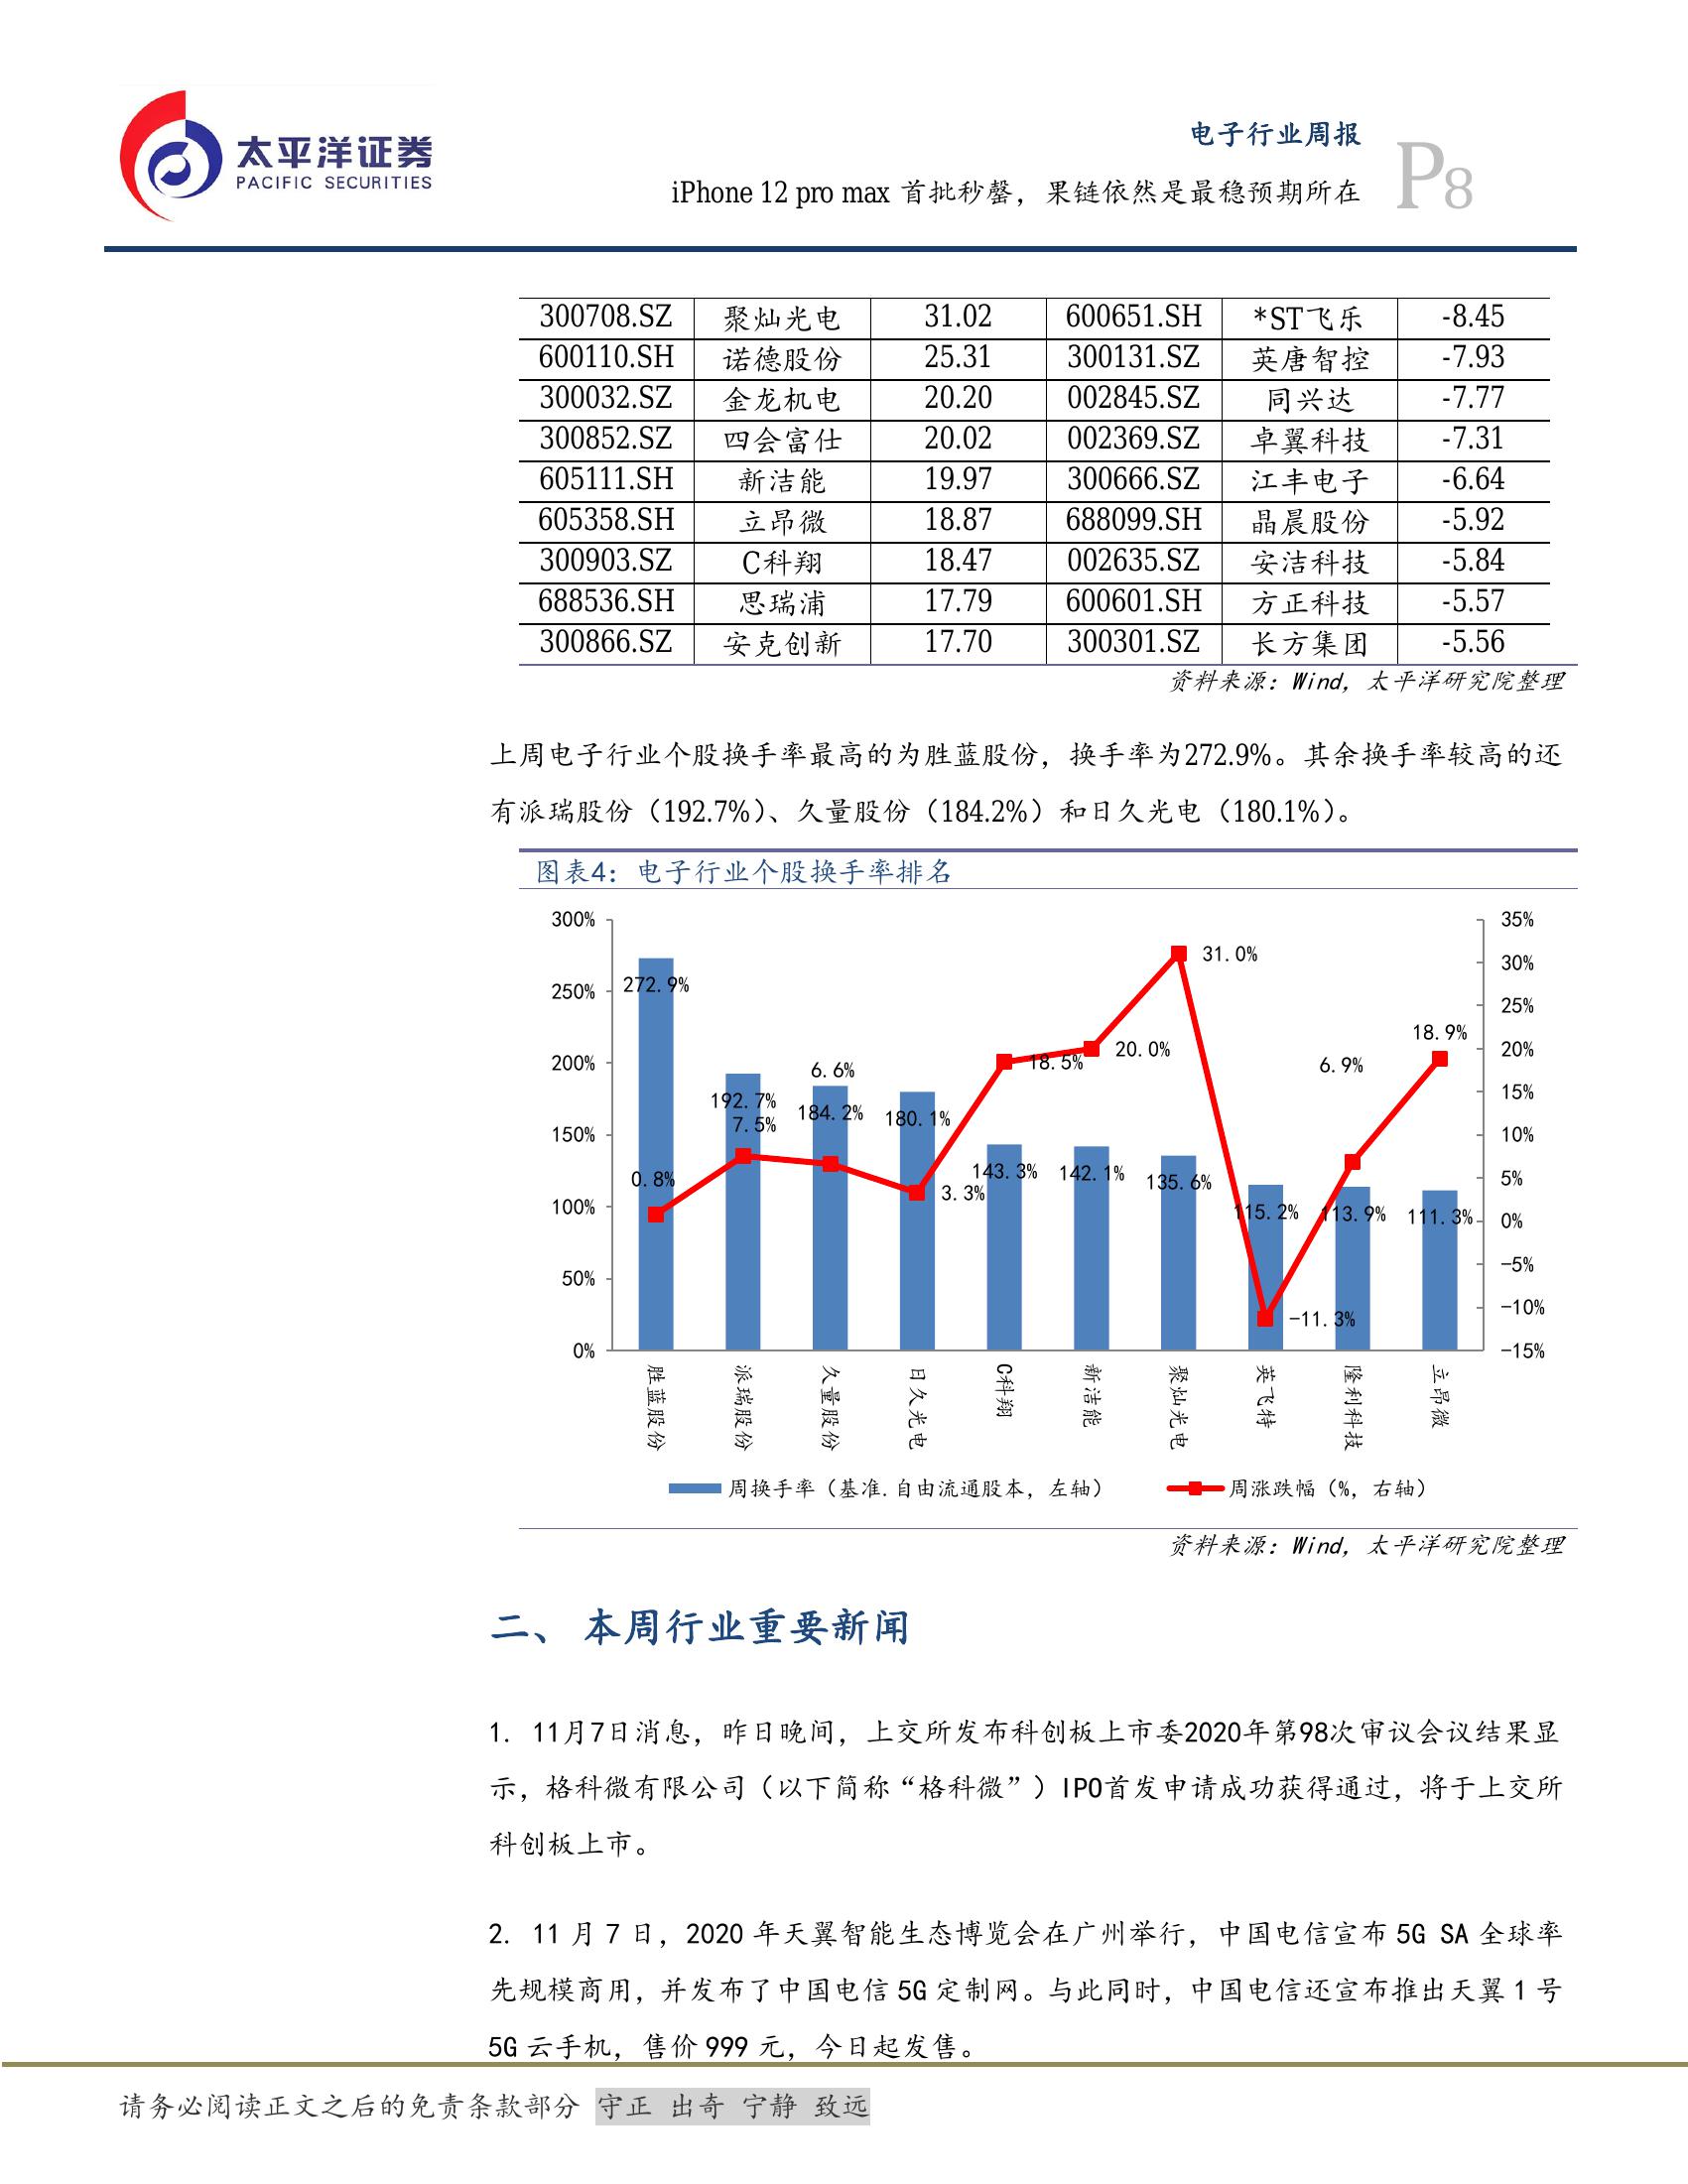 太平洋证券
PACIFIC SECURITIES
电子行业周报
iPhone 12 pro max 首批秒罄，果链依然是最稳预期所在
P8
300708.SZ 聚灿光电 31.02 600651.SH *ST飞乐 -8.45
600110.SH 诺德股份 25.31 300131.SZ 英唐智控 -7.93
300032.SZ 金龙机电 20.20 002845.SZ 同兴达 -7.77
300852.SZ 四会富仕 20.02 002369.SZ 卓翼科技 -7.31
605111.SH 新洁能 19.97 300666.SZ 江丰电子 -6.64
605358.SH 立昂微 18.87 688099.SH 晶晨股份 -5.92
300903.SZ C科翔 18.47 002635.SZ 安洁科技 -5.84
688536.SH 思瑞浦 17.79 600601.SH 方正科技 -5.57
300866.SZ 安克创新 17.70 300301.SZ 长方集团 -5.56
资料来源：Wind，太平洋研究院整理
上周电子行业个股换手率最高的为胜蓝股份，换手率为272.9%。其余换手率较高的还
有派瑞股份（192.7%）、久量股份（184.2%）和日久光电（180.1%）。
图表4：电子行业个股换手率排名
300% 35%
30%
250% 25%
200% 20%
15%
150% 10%
5%
100% 0%
50% -5%
-10%
0% -15%
272.9% 192.7% 184.2% 180.1% 143.3% 142.1% 135.6% 115.2% 113.9% 111.3%
0.8% 7.5% 6.6% 3.3% 18.5% 20.0% 31.0% -11.3% 6.9% 18.9%
胜蓝股份 派瑞股份 久量股份 日久光电 C科翔 新洁能 聚灿光电 英飞特 隆利科技 立昂微
周换手率（基准.自由流通股本，左轴） 周涨跌幅（%，右轴）
资料来源：Wind，太平洋研究院整理
二、 本周行业重要新闻
1. 11月7日消息，昨日晚间，上交所发布科创板上市委2020年第98次审议会议结果显
示，格科微有限公司（以下简称“格科微”）IPO首发申请成功获得通过，将于上交所
科创板上市。
2. 11 月 7 日，2020 年天翼智能生态博览会在广州举行，中国电信宣布 5G SA 全球率
先规模商用，并发布了中国电信 5G 定制网。与此同时，中国电信还宣布推出天翼 1 号
5G 云手机，售价 999 元，今日起发售。
请务必阅读正文之后的免责条款部分 守正 出奇 宁静 致远